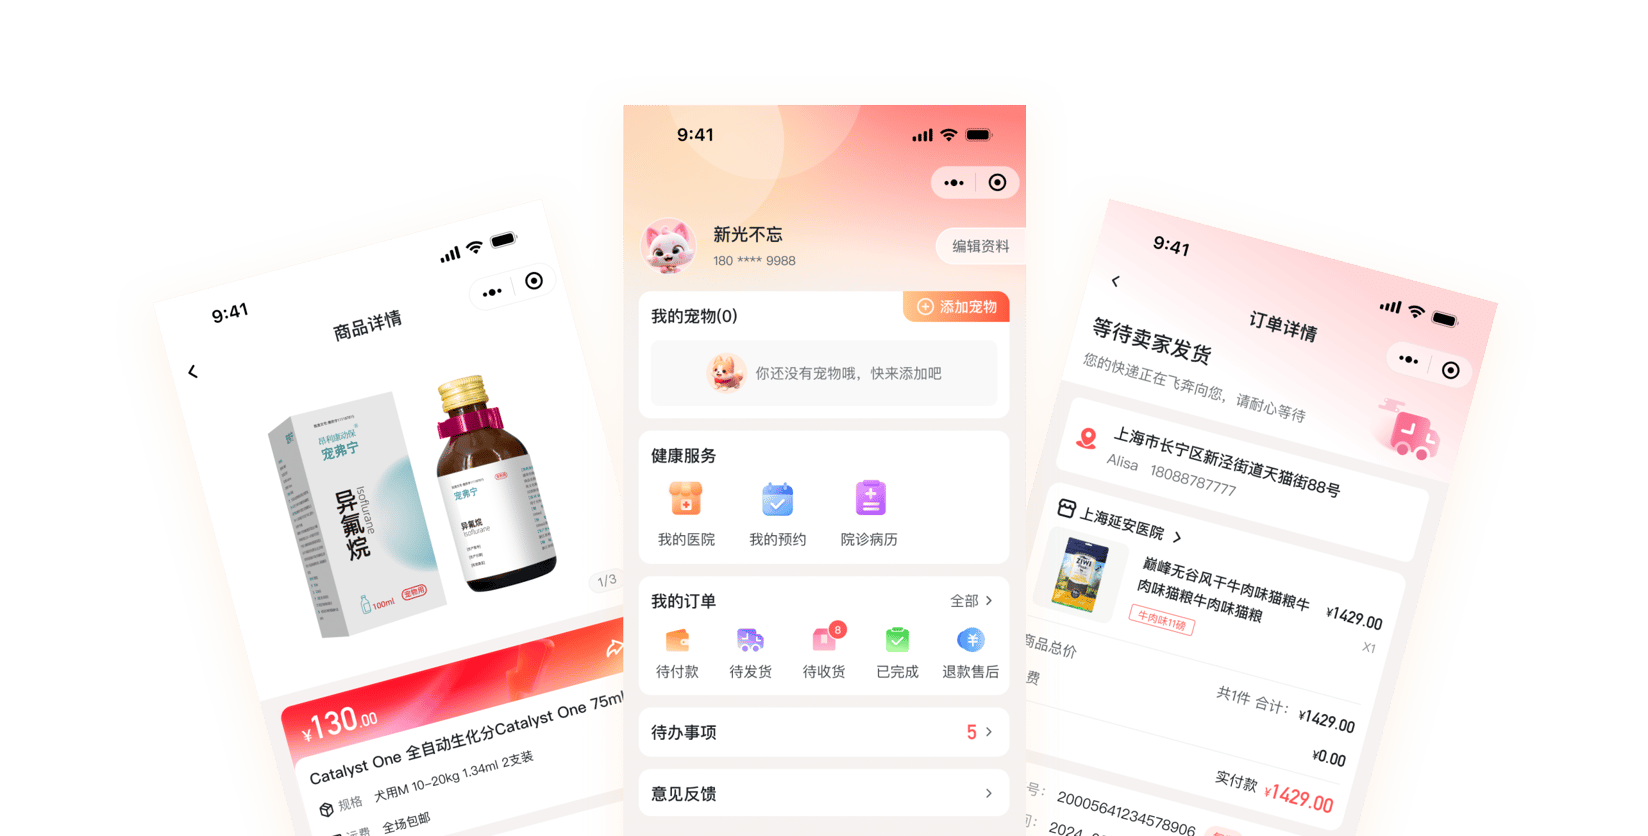 9:41
商品详情
昂利康动保
宠弗宁
异氟烷
Isoflurane
100ml
宠物用
宠弗宁
异氟烷
Isoflurane
1/3
¥130.00
Catalyst One 全自动生化分Catalyst One 75ml
规格 犬用M 10-20kg 1.34ml 2支装
运费 全场包邮
9:41
新光不忘
180 **** 9988
编辑资料
我的宠物(0)
添加宠物
你还没有宠物哦，快来添加吧
健康服务
我的医院
我的预约
院诊病历
我的订单
全部
8
待付款
待发货
待收货
已完成
退款售后
待办事项
5
意见反馈
9:41
订单详情
等待卖家发货
您的快递正在飞奔向您，请耐心等待
上海市长宁区新泾街道天猫街88号
Alisa 18088787777
上海延安医院
ZIWI
巅峰无谷风干牛肉味猫粮牛
肉味猫粮牛肉味猫粮
¥1429.00
牛肉味11磅
X1
商品总价
费
共1件 合计：¥1429.00
¥0.00
实付款 ¥1429.00
号：
20005641234578906